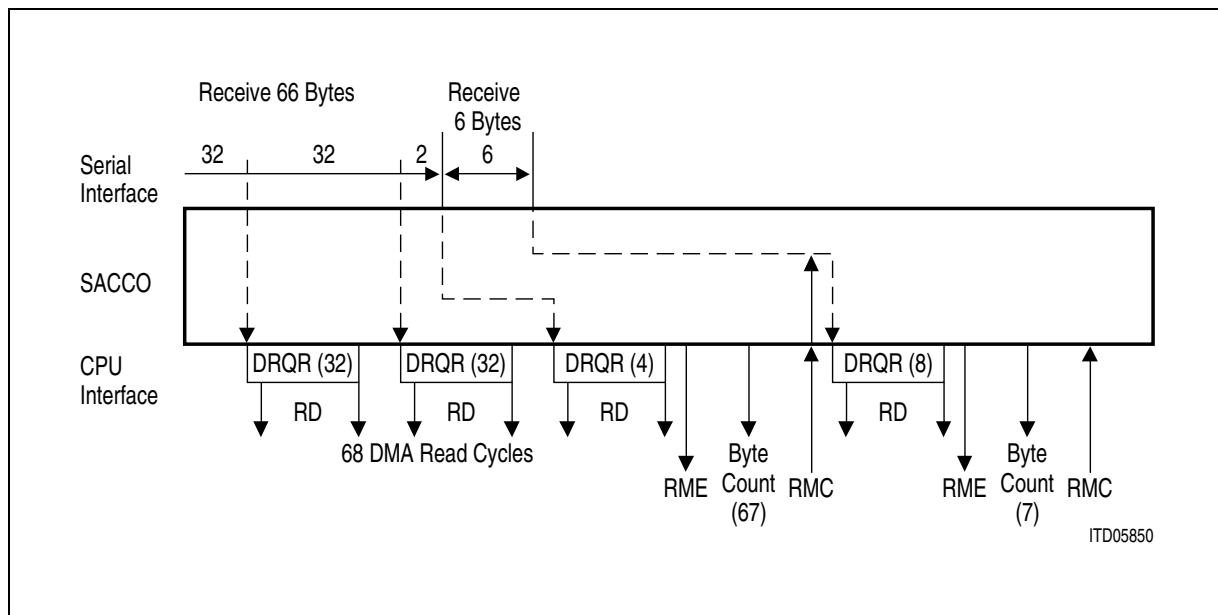 Receive 66 Bytes
Receive
6 Bytes
32
32
2
6
Serial
Interface
SACCO
CPU
Interface
DRQR (32)
DRQR (32)
DRQR (4)
DRQR (8)
RD
RD
RD
RD
68 DMA Read Cycles
RME
Byte
Count
(67)
RMC
RME
Byte
Count
(7)
RMC
ITD05850